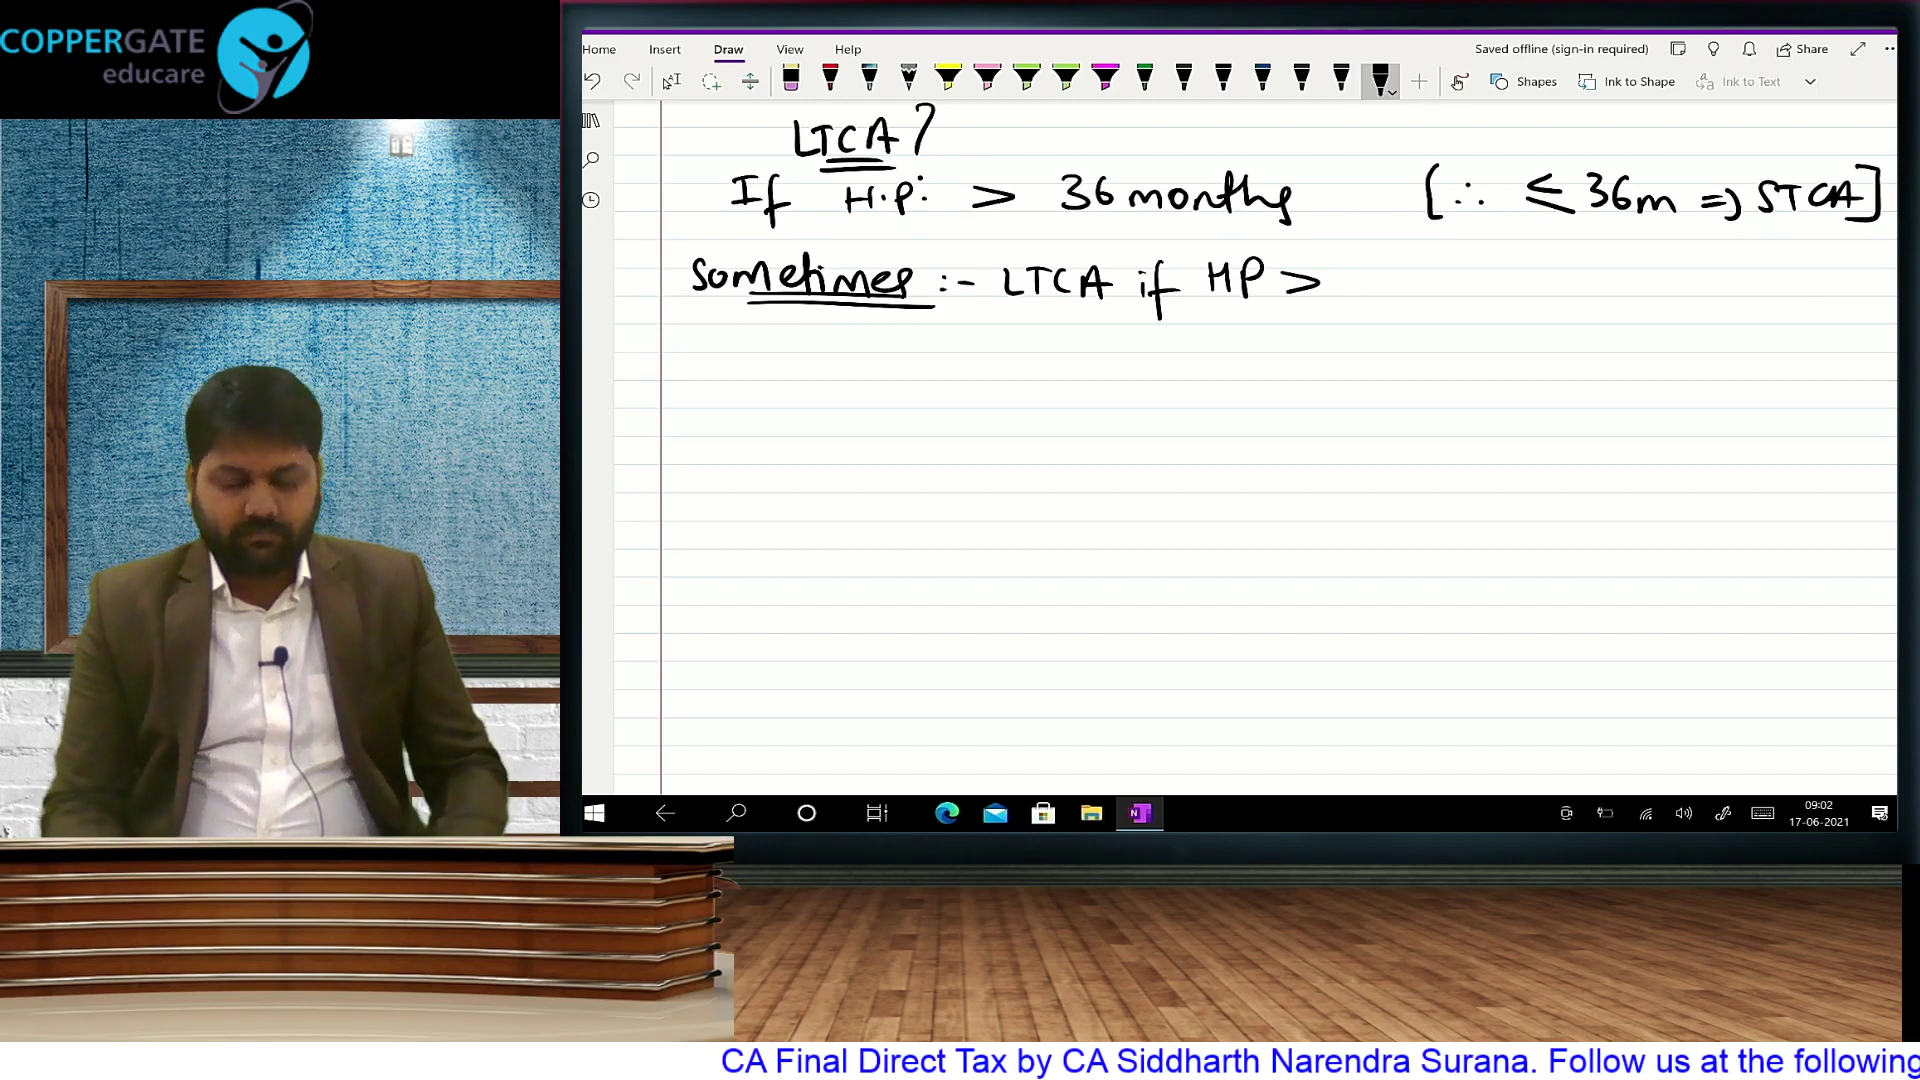 COPPERGATE
educare
Home Insert Draw View Help
Saved offline (sign-in required) Share
Shapes Ink to Shape Ink to Text
LTCA?
If H.P. > 36 months [∴ ≤ 36m => STCA]
Sometimes :- LTCA if HP >
09:02
17-06-2021
CA Final Direct Tax by CA Siddharth Narendra Surana. Follow us at the following